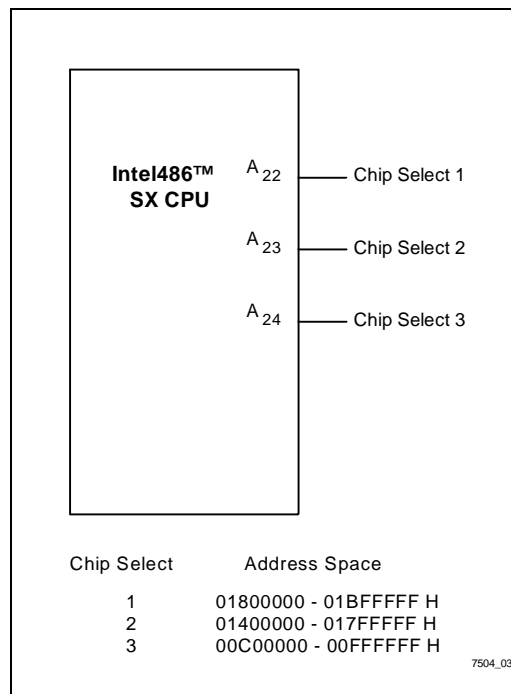 Intel486™
SX CPU
A22 Chip Select 1
A23 Chip Select 2
A24 Chip Select 3
Chip Select Address Space
1 01800000 - 01BFFFFF H
2 01400000 - 017FFFFF H
3 00C00000 - 00FFFFFF H
7504_03